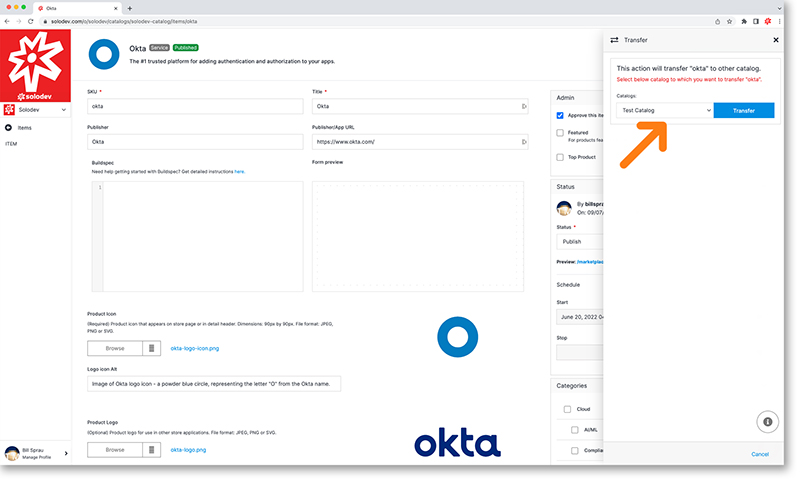 Okta
solodev.com/o/solodev/catalogs/solodev-catalog/items/okta
solodev
Solodev
Items
ITEM
Bill Sprau
Manage Profile
Okta Service Published
The #1 trusted platform for adding authentication and authorization to your apps.
SKU *
okta
Title *
Okta
Publisher
Okta
Publisher/App URL
https://www.okta.com/
Buildspec
Need help getting started with Buildspec? Get detailed instructions here.
1
Form preview
Product Icon
(Required) Product icon that appears on store page or in detail header. Dimensions: 90px by 90px. File format: JPEG,
PNG or SVG.
Browse
okta-logo-icon.png
Logo icon Alt
Image of Okta logo icon - a powder blue circle, representing the letter "O" from the Okta name.
Product Logo
(Optional) Product logo for use in other store applications. File format: JPEG, PNG or SVG.
Browse
okta-logo.png
okta
Admin
Approve this ite
Featured
For products fea
Top Product
Status
By billsprau
On: 09/07/
Status *
Publish
Preview: /marketplac
Schedule
Start
June 20, 2022 04
Stop
Categories
Cloud
AI/ML
Complian
Transfer
This action will transfer "okta" to other catalog.
Select below catalog to which you want to transfer "okta".
Catalogs:
Test Catalog
Transfer
Cancel